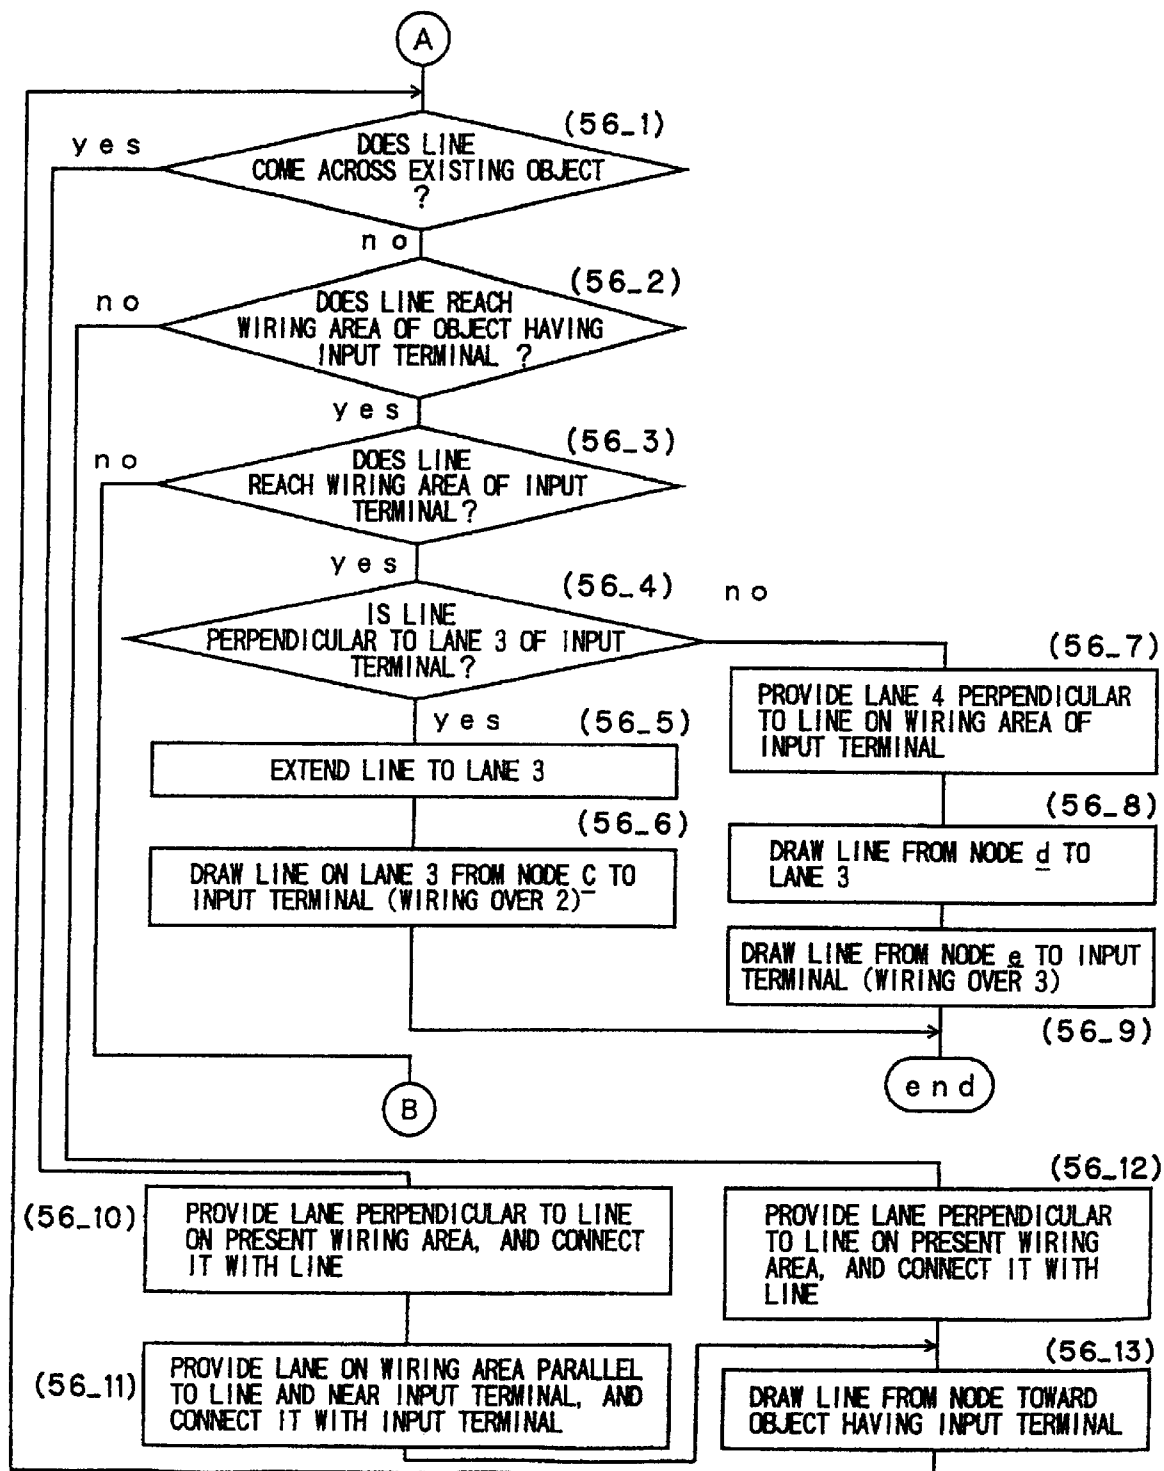 A
(56_1)
yes
DOES LINE
COME ACROSS EXISTING OBJECT
?
no
(56_2)
no
DOES LINE REACH
WIRING AREA OF OBJECT HAVING
INPUT TERMINAL ?
yes
(56_3)
no
DOES LINE
REACH WIRING AREA OF INPUT
TERMINAL?
yes
(56_4)
no
IS LINE
PERPENDICULAR TO LANE 3 OF INPUT
TERMINAL?
yes
(56_5)
EXTEND LINE TO LANE 3
(56_6)
DRAW LINE ON LANE 3 FROM NODE C TO
INPUT TERMINAL (WIRING OVER 2)
(56_7)
PROVIDE LANE 4 PERPENDICULAR
TO LINE ON WIRING AREA OF
INPUT TERMINAL
(56_8)
DRAW LINE FROM NODE d TO
LANE 3
DRAW LINE FROM NODE e TO INPUT
TERMINAL (WIRING OVER 3)
(56_9)
end
B
(56_10)
PROVIDE LANE PERPENDICULAR TO LINE
ON PRESENT WIRING AREA, AND CONNECT
IT WITH LINE
(56_11)
PROVIDE LANE ON WIRING AREA PARALLEL
TO LINE AND NEAR INPUT TERMINAL, AND
CONNECT IT WITH INPUT TERMINAL
(56_12)
PROVIDE LANE PERPENDICULAR
TO LINE ON PRESENT WIRING
AREA, AND CONNECT IT WITH
LINE
(56_13)
DRAW LINE FROM NODE TOWARD
OBJECT HAVING INPUT TERMINAL